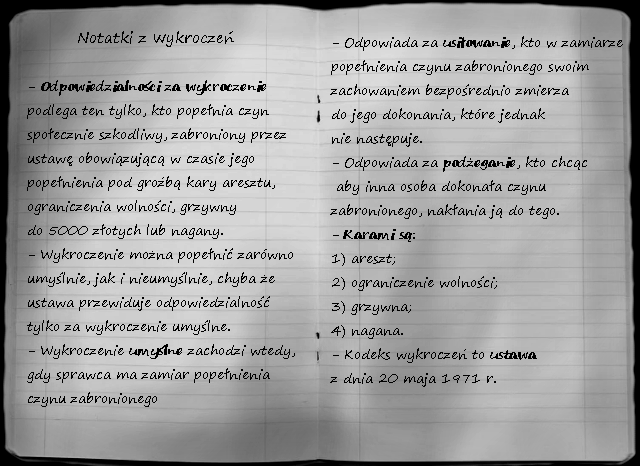 Notatki z Wykroczeń
- Odpowiedzialności za wykroczenie
podlega ten tylko, kto popełnia czyn
społecznie szkodliwy, zabroniony przez
ustawę obowiązującą w czasie jego
popełnienia pod groźbą kary aresztu,
ograniczenia wolności, grzywny
do 5000 złotych lub nagany.
- Wykroczenie można popełnić zarówno
umyślnie, jak i nieumyślnie, chyba że
ustawa przewiduje odpowiedzialność
tylko za wykroczenie umyślne.
- Wykroczenie umyślne zachodzi wtedy,
gdy sprawca ma zamiar popełnienia
czynu zabronionego
- Odpowiada za usiłowanie, kto w zamiarze
popełnienia czynu zabronionego swoim
zachowaniem bezpośrednio zmierza
do jego dokonania, które jednak
nie następuje.
- Odpowiada za podżeganie, kto chcąc
aby inna osoba dokonała czynu
zabronionego, nakłania ją do tego.
- Karami są:
1) areszt;
2) ograniczenie wolności;
3) grzywna;
4) nagana.
- Kodeks wykroczeń to ustawa
z dnia 20 maja 1971 r.